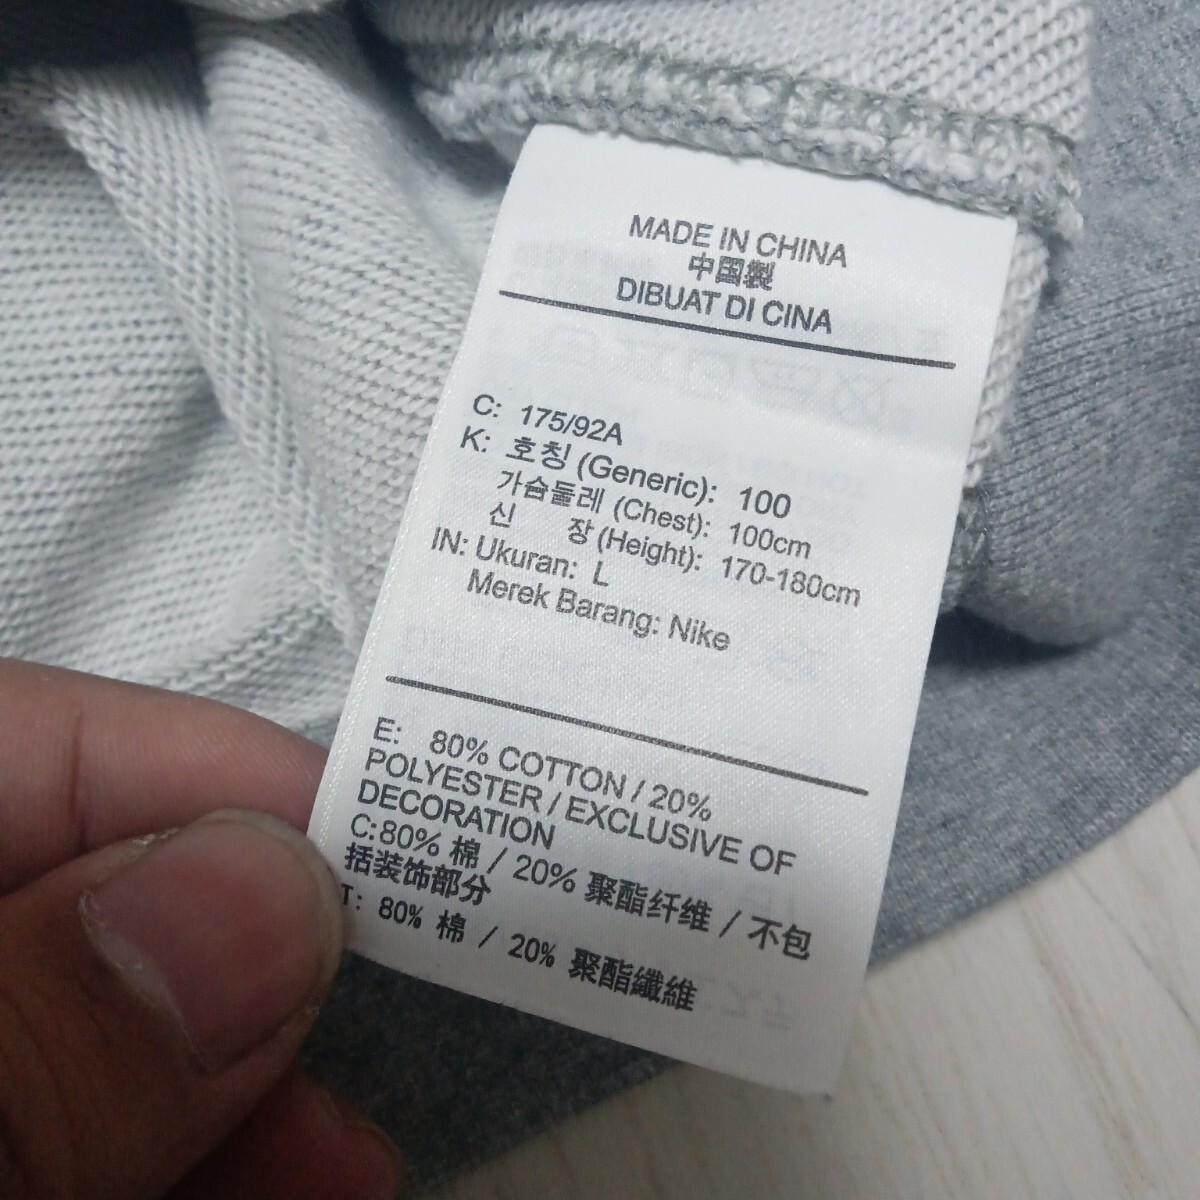 MADE IN CHINA
中国製
DIBUAT DI CINA
C: 175/92A
K: 호칭 (Generic): 100
가슴둘레 (Chest): 100cm
신 장 (Height): 170-180cm
IN: Ukuran: L
Merek Barang: Nike
E: 80% COTTON / 20%
POLYESTER / EXCLUSIVE OF
DECORATION
C:80% 棉 / 20% 聚酯纤维 / 不包
括装饰部分
T: 80% 棉 / 20% 聚酯纖維